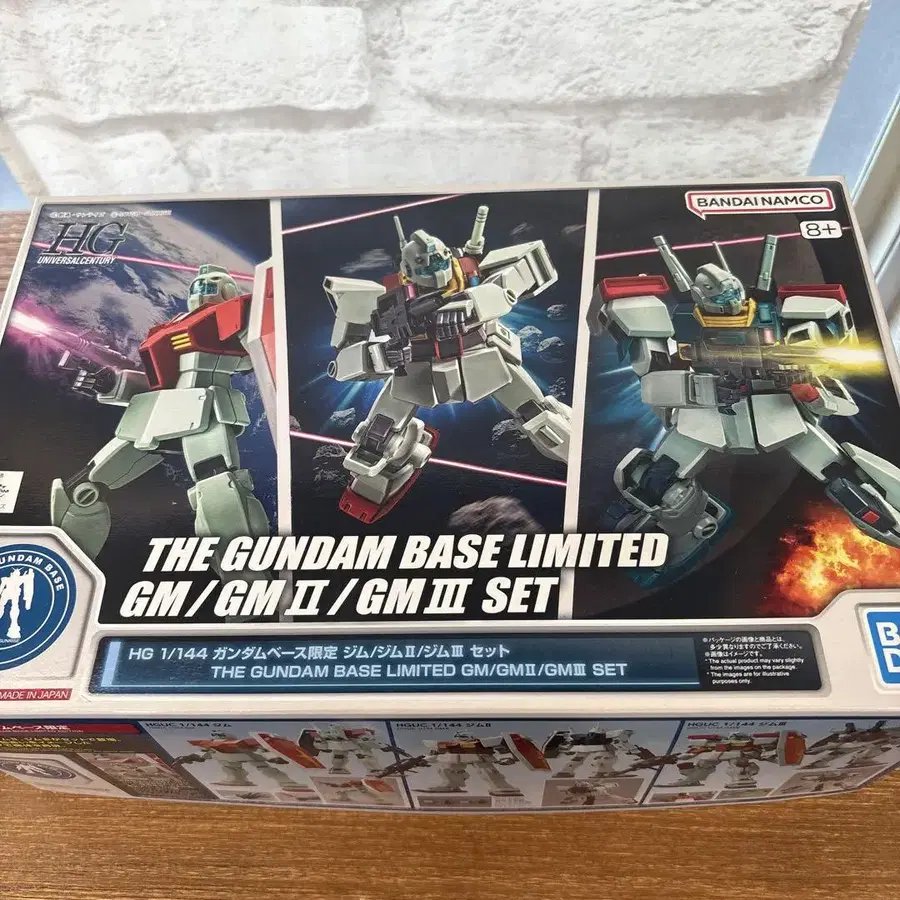 HG
UNIVERSAL CENTURY
BANDAI NAMCO
8+
THE GUNDAM BASE LIMITED
GM/GMⅡ/GMⅢ SET
GUNDAM BASE
HG 1/144 ガンダムベース限定 ジム/ジムⅡ/ジムⅢ セット
THE GUNDAM BASE LIMITED GM/GMⅡ/GMⅢ SET
※パッケージの画像と商品とは、
多少異なりますのでご了承ください。
※画像はイメージです。
* The actual product may vary slightly
from the images on the package.
* The images are for illustrative
purposes only.
MADE IN JAPAN
HGUC 1/144 ジム
HGUC 1/144 ジムⅡ
HGUC 1/144 ジムⅢ